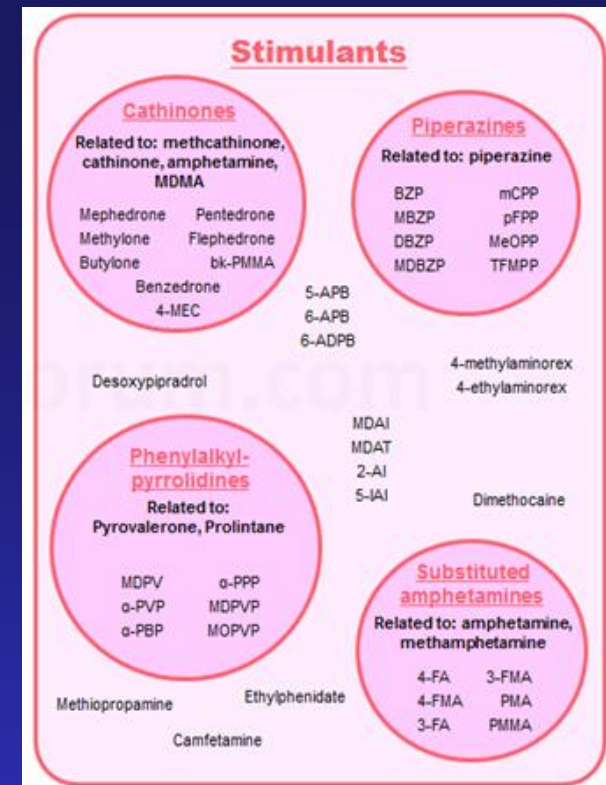 Stimulants
Cathinones
Related to: methcathinone,
cathinone, amphetamine,
MDMA
Mephedrone Pentedrone
Methylone Flephedrone
Butylone bk-PMMA
Benzedrone
4-MEC
Piperazines
Related to: piperazine
BZP mCPP
MBZP pFPP
DBZP MeOPP
MDBZP TFMPP
5-APB
6-APB
6-ADPB
4-methylaminorex
4-ethylaminorex
Desoxypipradrol
orum.com
MDAI
MDAT
2-AI
5-IAI
Dimethocaine
Phenylalkyl-
pyrrolidines
Related to:
Pyrovalerone, Prolintane
MDPV α-PPP
α-PVP MDPVP
α-PBP MOPVP
Substituted
amphetamines
Related to: amphetamine,
methamphetamine
4-FA 3-FMA
4-FMA PMA
3-FA PMMA
Methiopropamine
Ethylphenidate
Camfetamine